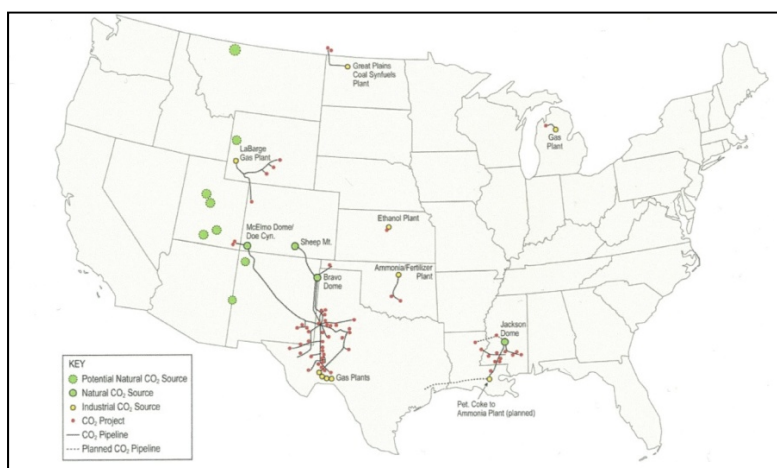 Great Plains
Coal Synfuels
Plant
LaBarge
Gas Plant
Gas
Plant
McElmo Dome/
Doe Cyn.
Sheep Mt.
Ethanol Plant
Bravo
Dome
Ammonia/Fertilizer
Plant
Jackson
Dome
Gas Plants
Pet. Coke to
Ammonia Plant (planned)
KEY
Potential Natural CO₂ Source
Natural CO₂ Source
Industrial CO₂ Source
CO₂ Project
CO₂ Pipeline
Planned CO₂ Pipeline